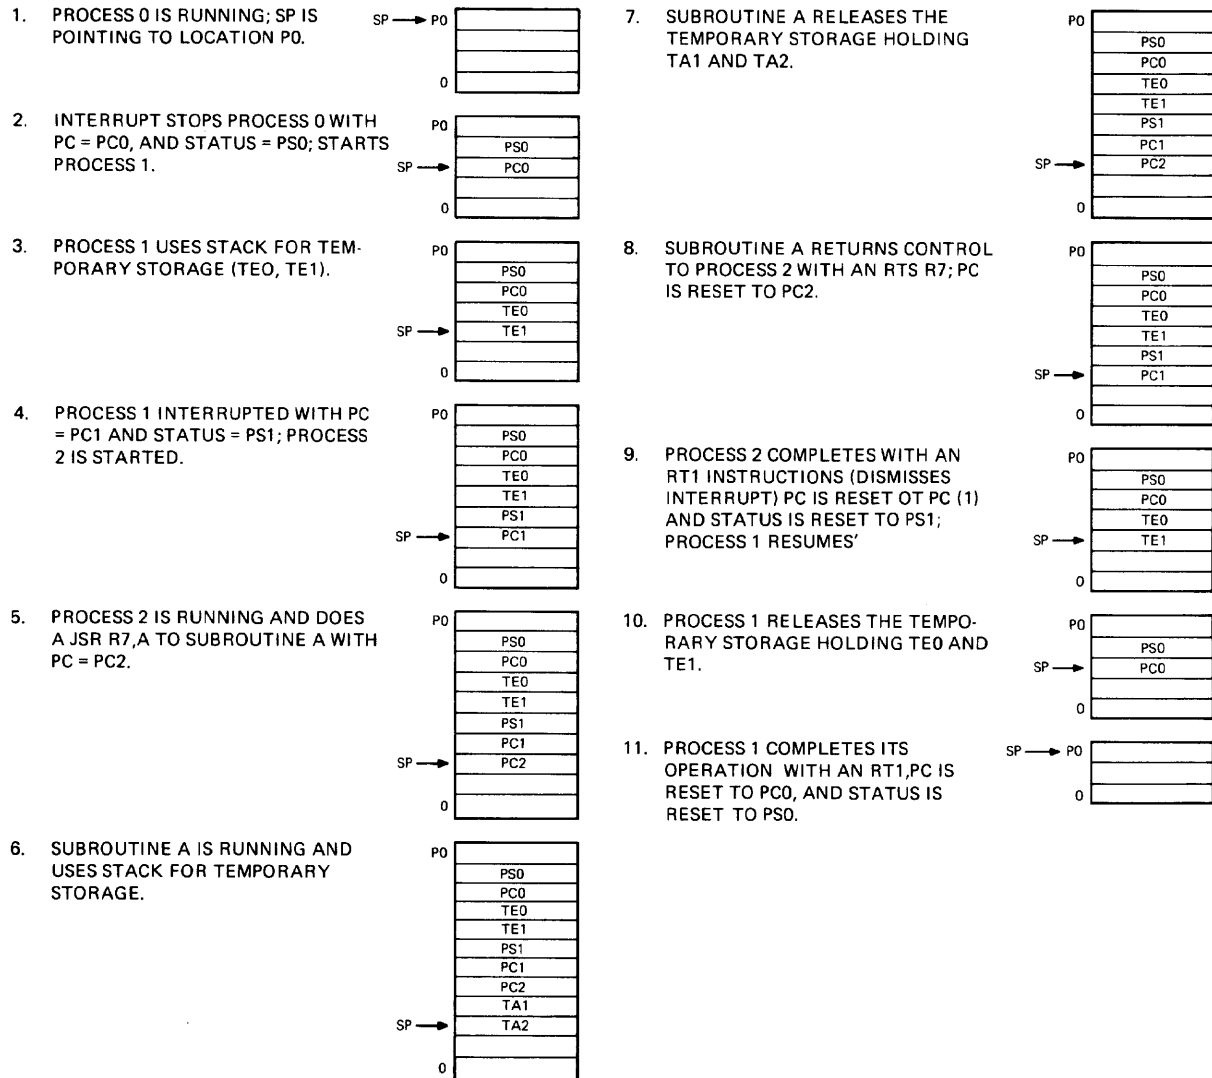 1. PROCESS 0 IS RUNNING; SP IS
POINTING TO LOCATION P0.
SP P0
0
2. INTERRUPT STOPS PROCESS 0 WITH
PC = PC0, AND STATUS = PS0; STARTS
PROCESS 1.
P0
PS0
SP PC0
0
3. PROCESS 1 USES STACK FOR TEM-
PORARY STORAGE (TE0, TE1).
P0
PS0
PC0
TE0
SP TE1
0
4. PROCESS 1 INTERRUPTED WITH PC
= PC1 AND STATUS = PS1; PROCESS
2 IS STARTED.
P0
PS0
PC0
TE0
TE1
PS1
SP PC1
0
5. PROCESS 2 IS RUNNING AND DOES
A JSR R7,A TO SUBROUTINE A WITH
PC = PC2.
P0
PS0
PC0
TE0
TE1
PS1
PC1
SP PC2
0
6. SUBROUTINE A IS RUNNING AND
USES STACK FOR TEMPORARY
STORAGE.
P0
PS0
PC0
TE0
TE1
PS1
PC1
PC2
TA1
SP TA2
0
7. SUBROUTINE A RELEASES THE
TEMPORARY STORAGE HOLDING
TA1 AND TA2.
P0
PS0
PC0
TE0
TE1
PS1
PC1
SP PC2
0
8. SUBROUTINE A RETURNS CONTROL
TO PROCESS 2 WITH AN RTS R7; PC
IS RESET TO PC2.
P0
PS0
PC0
TE0
TE1
PS1
SP PC1
0
9. PROCESS 2 COMPLETES WITH AN
RT1 INSTRUCTIONS (DISMISSES
INTERRUPT) PC IS RESET OT PC (1)
AND STATUS IS RESET TO PS1;
PROCESS 1 RESUMES'
P0
PS0
PC0
TE0
SP TE1
0
10. PROCESS 1 RELEASES THE TEMPO-
RARY STORAGE HOLDING TE0 AND
TE1.
P0
PS0
SP PC0
0
11. PROCESS 1 COMPLETES ITS
OPERATION WITH AN RT1,PC IS
RESET TO PC0, AND STATUS IS
RESET TO PS0.
SP P0
0